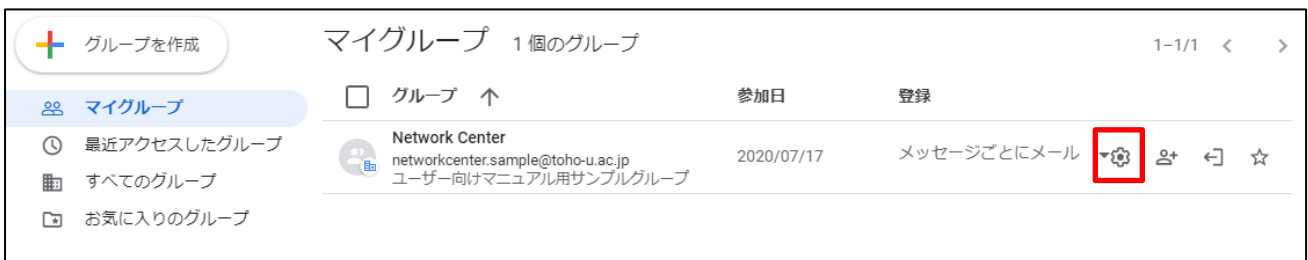 グループを作成
マイグループ 1 個のグループ
1–1/1
マイグループ
最近アクセスしたグループ
すべてのグループ
お気に入りのグループ
グループ 参加日 登録
Network Center
networkcenter.sample@toho-u.ac.jp
ユーザー向けマニュアル用サンプルグループ
2020/07/17
メッセージごとにメール